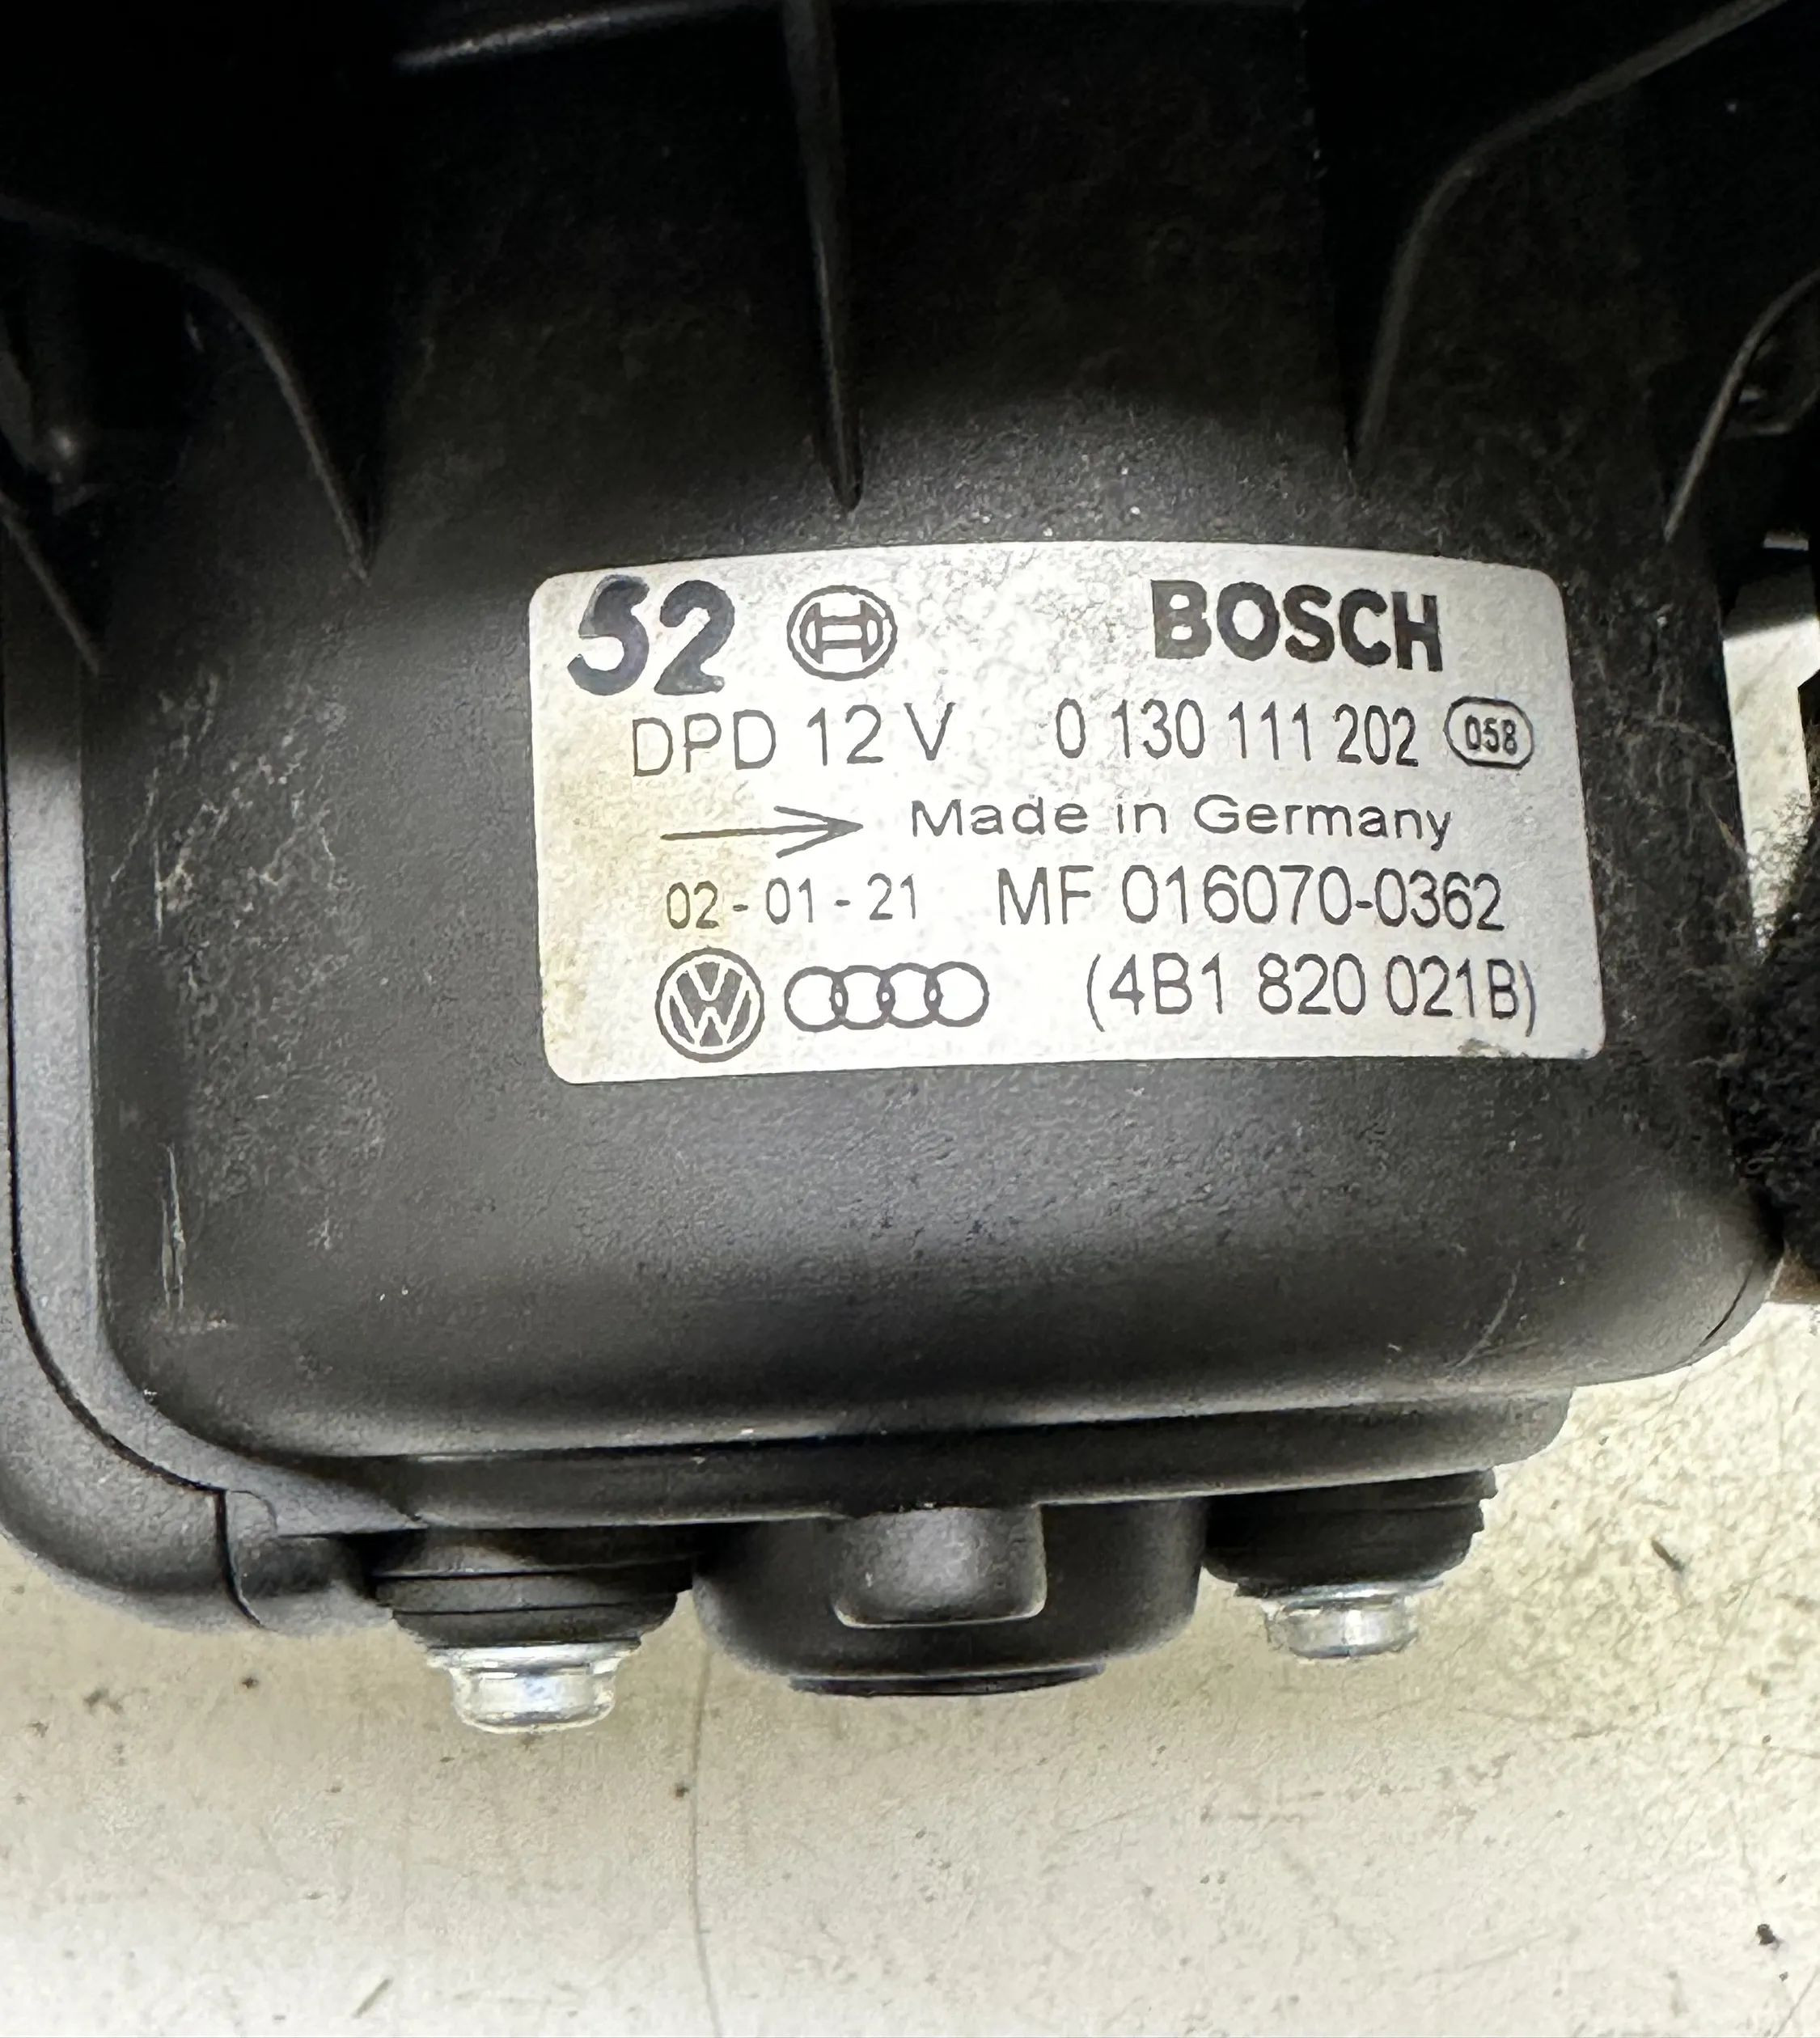 52 BOSCH
DPD 12 V 0 130 111 202 058
Made in Germany
02-01-21 MF 016070-0362
(4B1 820 021B)